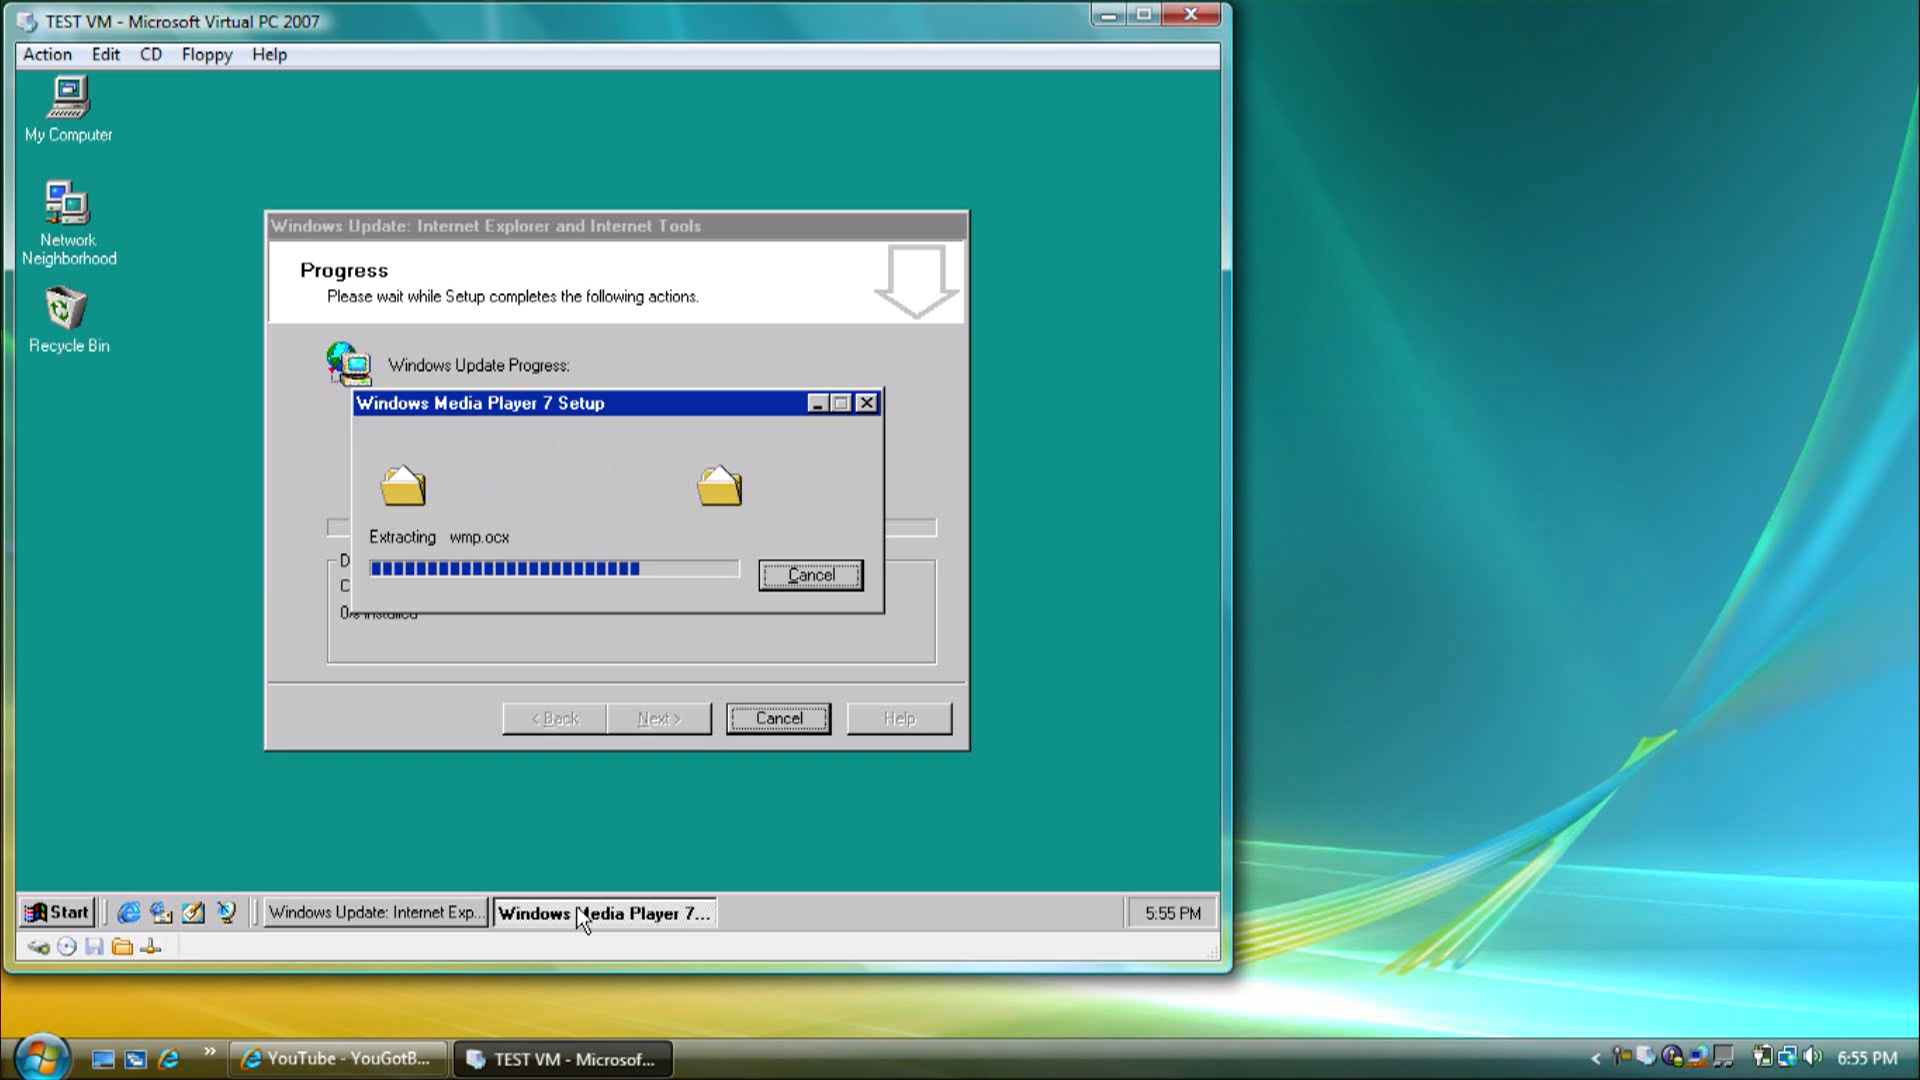 TEST VM - Microsoft Virtual PC 2007
Action Edit CD Floppy Help
My Computer
Network
Neighborhood
Recycle Bin
Windows Update: Internet Explorer and Internet Tools
Progress
Please wait while Setup completes the following actions.
Windows Update Progress:
Windows Media Player 7 Setup
Extracting wmp.ocx
Cancel
D
C
0% Installed
< Back Next > Cancel Help
Start Windows Update: Internet Exp... Windows Media Player 7... 5:55 PM
YouTube - YouGotB... TEST VM - Microsof... 6:55 PM